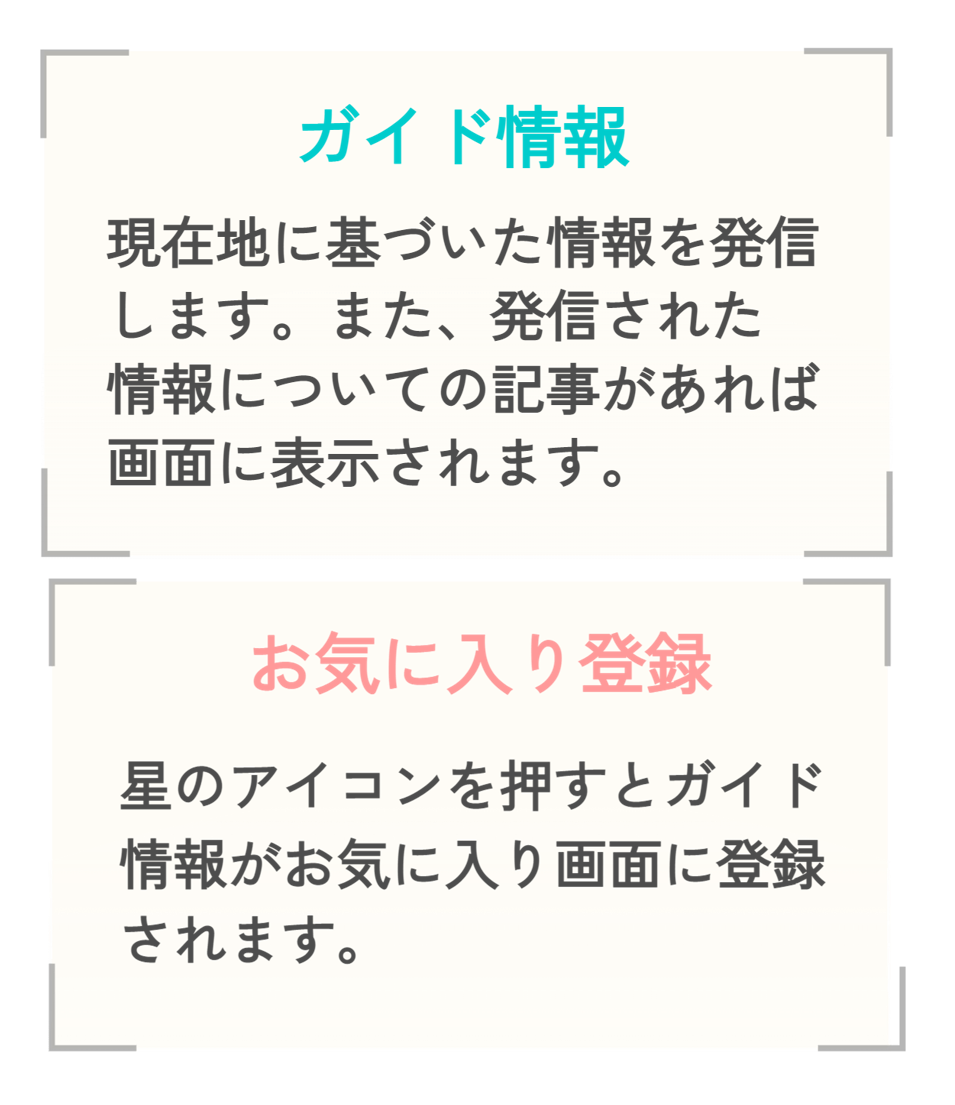 ガイド情報
現在地に基づいた情報を発信
します。また、発信された
情報についての記事があれば
画面に表示されます。
お気に入り登録
星のアイコンを押すとガイド
情報がお気に入り画面に登録
されます。